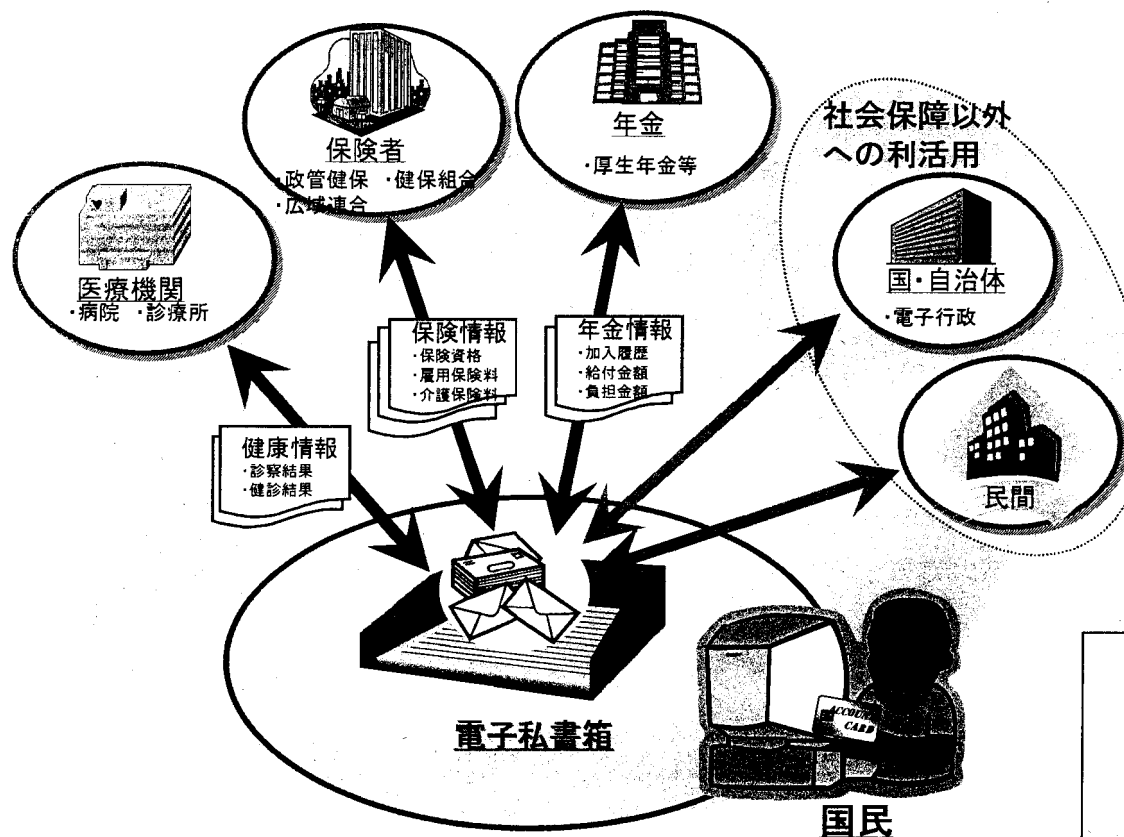 保険者
・政管健保 ・健保組合
・広域連合
年金
・厚生年金等
社会保障以外
への利活用
国・自治体
・電子行政
民間
医療機関
・病院 ・診療所
保険情報
・保険資格
・雇用保険料
・介護保険料
年金情報
・加入履歴
・給付金額
・負担金額
健康情報
・診察結果
・健診結果
電子私書箱
ACCOUNT
CARD
国民